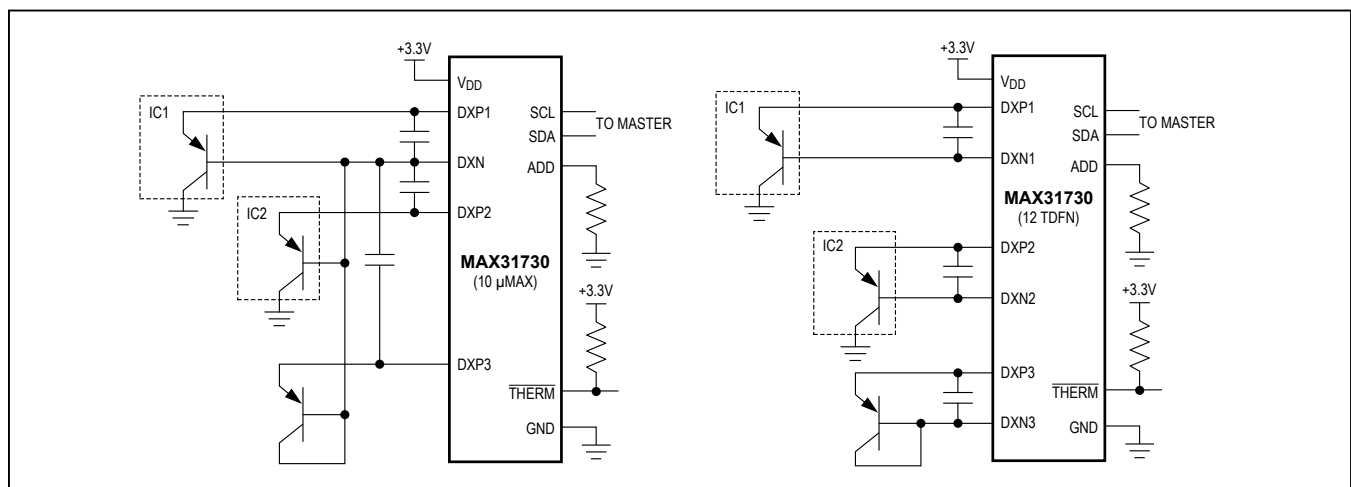 +3.3V
VDD
IC1
DXP1
SCL
TO MASTER
SDA
DXN
ADD
IC2
DXP2
MAX31730
(10 µMAX)
+3.3V
DXP3
THERM
GND
+3.3V
VDD
IC1
DXP1
SCL
TO MASTER
SDA
DXN1
ADD
MAX31730
(12 TDFN)
IC2
DXP2
DXN2
+3.3V
DXP3
THERM
DXN3
GND